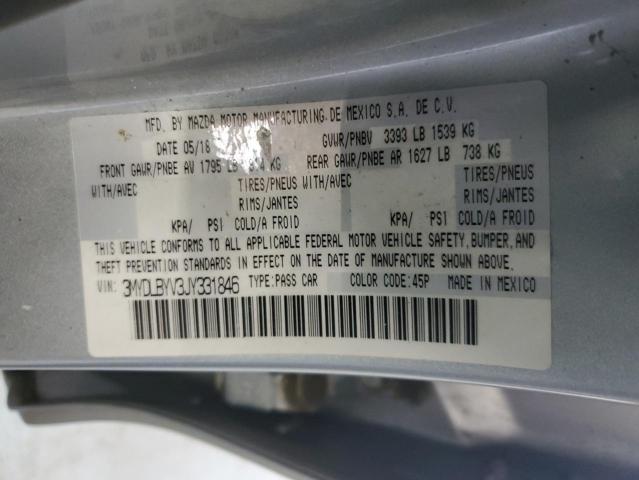 MFD. BY MAZDA MOTOR MANUFACTURING DE MEXICO S.A. DE C.V.
DATE 05/18 GVWR/PNBV 3393 LB 1539 KG
FRONT GAWR/PNBE AV 1795 LB KG REAR GAWR/PNBE AR 1627 LB 738 KG
WITH/AVEC TIRES/PNEUS WITH/AVEC TIRES/PNEUS
RIMS/JANTES RIMS/JANTES
KPA/ PSI COLD/A FROID KPA/ PSI COLD/A FROID
THIS VEHICLE CONFORMS TO ALL APPLICABLE FEDERAL MOTOR VEHICLE SAFETY, BUMPER, AND
THEFT PREVENTION STANDARDS IN EFFECT ON THE DATE OF MANUFACTURE SHOWN ABOVE.
VIN: 3MYDLBYV3JY331846 TYPE:PASS CAR COLOR CODE:45P MADE IN MEXICO